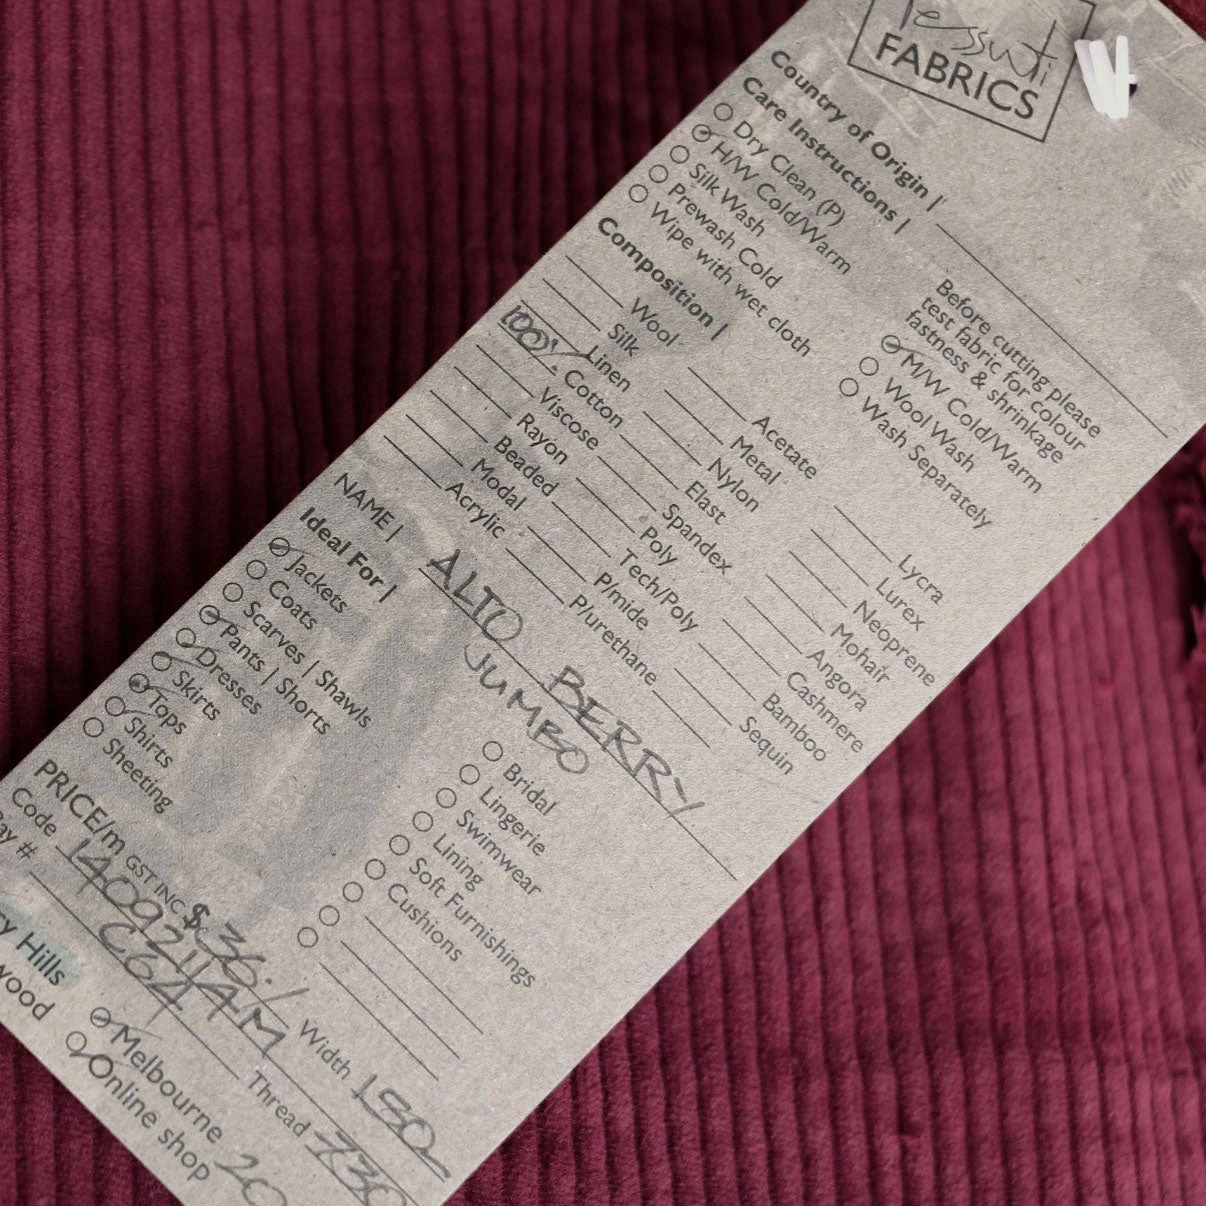 Tessuti
FABRICS
Country of Origin |
Care Instructions |
Dry Clean (P)
H/W Cold/Warm
Silk Wash
Prewash Cold
Wipe with wet cloth
Before cutting please
test fabric for colour
fastness & shrinkage
M/W Cold/Warm
Wool Wash
Wash Separately
Composition |
Wool
Silk
Linen
100% Cotton
Viscose
Rayon
Beaded
Modal
Acrylic
Acetate
Metal
Nylon
Elast
Spandex
Poly
Tech/Poly
P/mide
P/urethane
Lycra
Lurex
Neoprene
Mohair
Angora
Cashmere
Bamboo
Sequin
NAME | ALTO BERRY
JUMBO
Ideal For |
Jackets
Coats
Scarves | Shawls
Pants | Shorts
Dresses
Skirts
Tops
Shirts
Sheeting
Bridal
Lingerie
Swimwear
Lining
Soft Furnishings
Cushions
PRICE/m GST INC $36.- Width 150
Code 1409211AM Thread 730
C64
Hills
Melbourne
Online shop
20